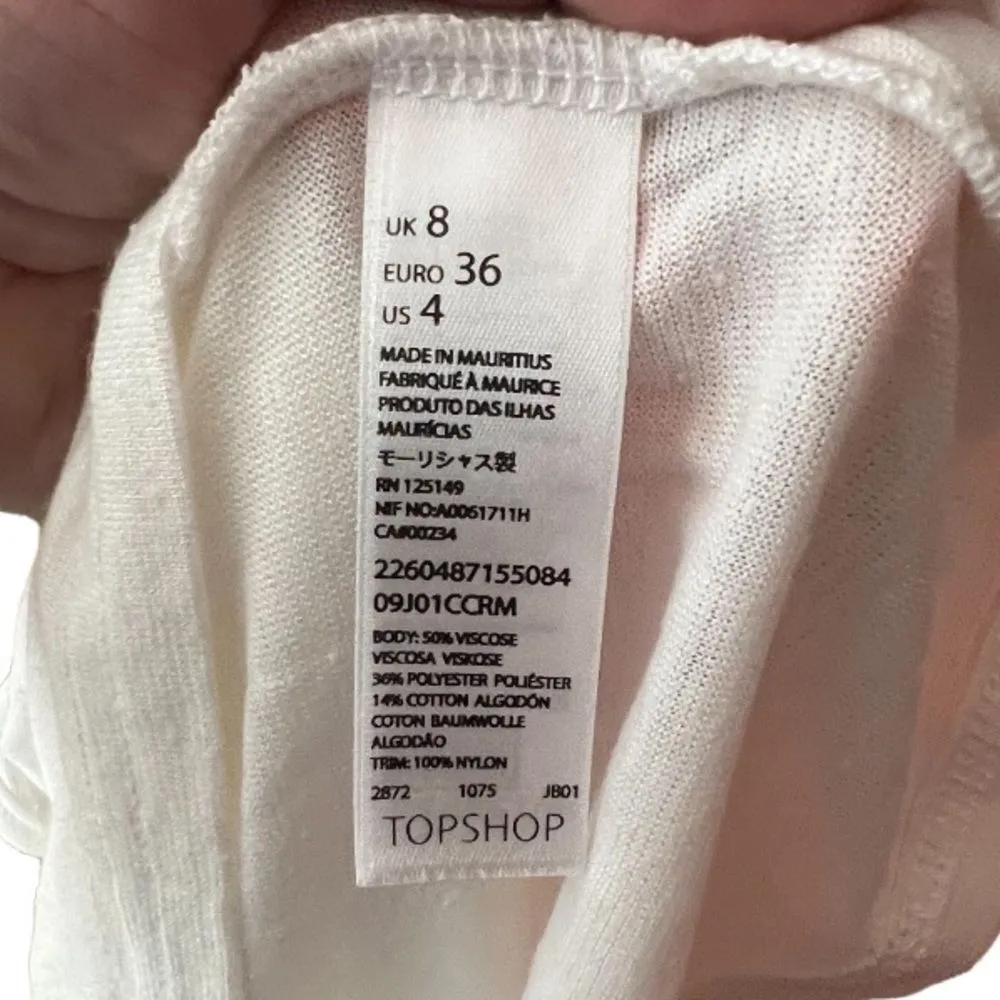 UK 8
EURO 36
US 4
MADE IN MAURITIUS
FABRIQUÉ À MAURICE
PRODUTO DAS ILHAS
MAURÍCIAS
モーリシャス製
RN 125149
NIF NO:A0061711H
CA#00234
2260487155084
09J01CCRM
BODY: 50% VISCOSE
VISCOSA VISKOSE
36% POLYESTER POLIÉSTER
14% COTTON ALGODÓN
COTON BAUMWOLLE
ALGODÃO
TRIM: 100% NYLON
2872 1075 JB01
TOPSHOP